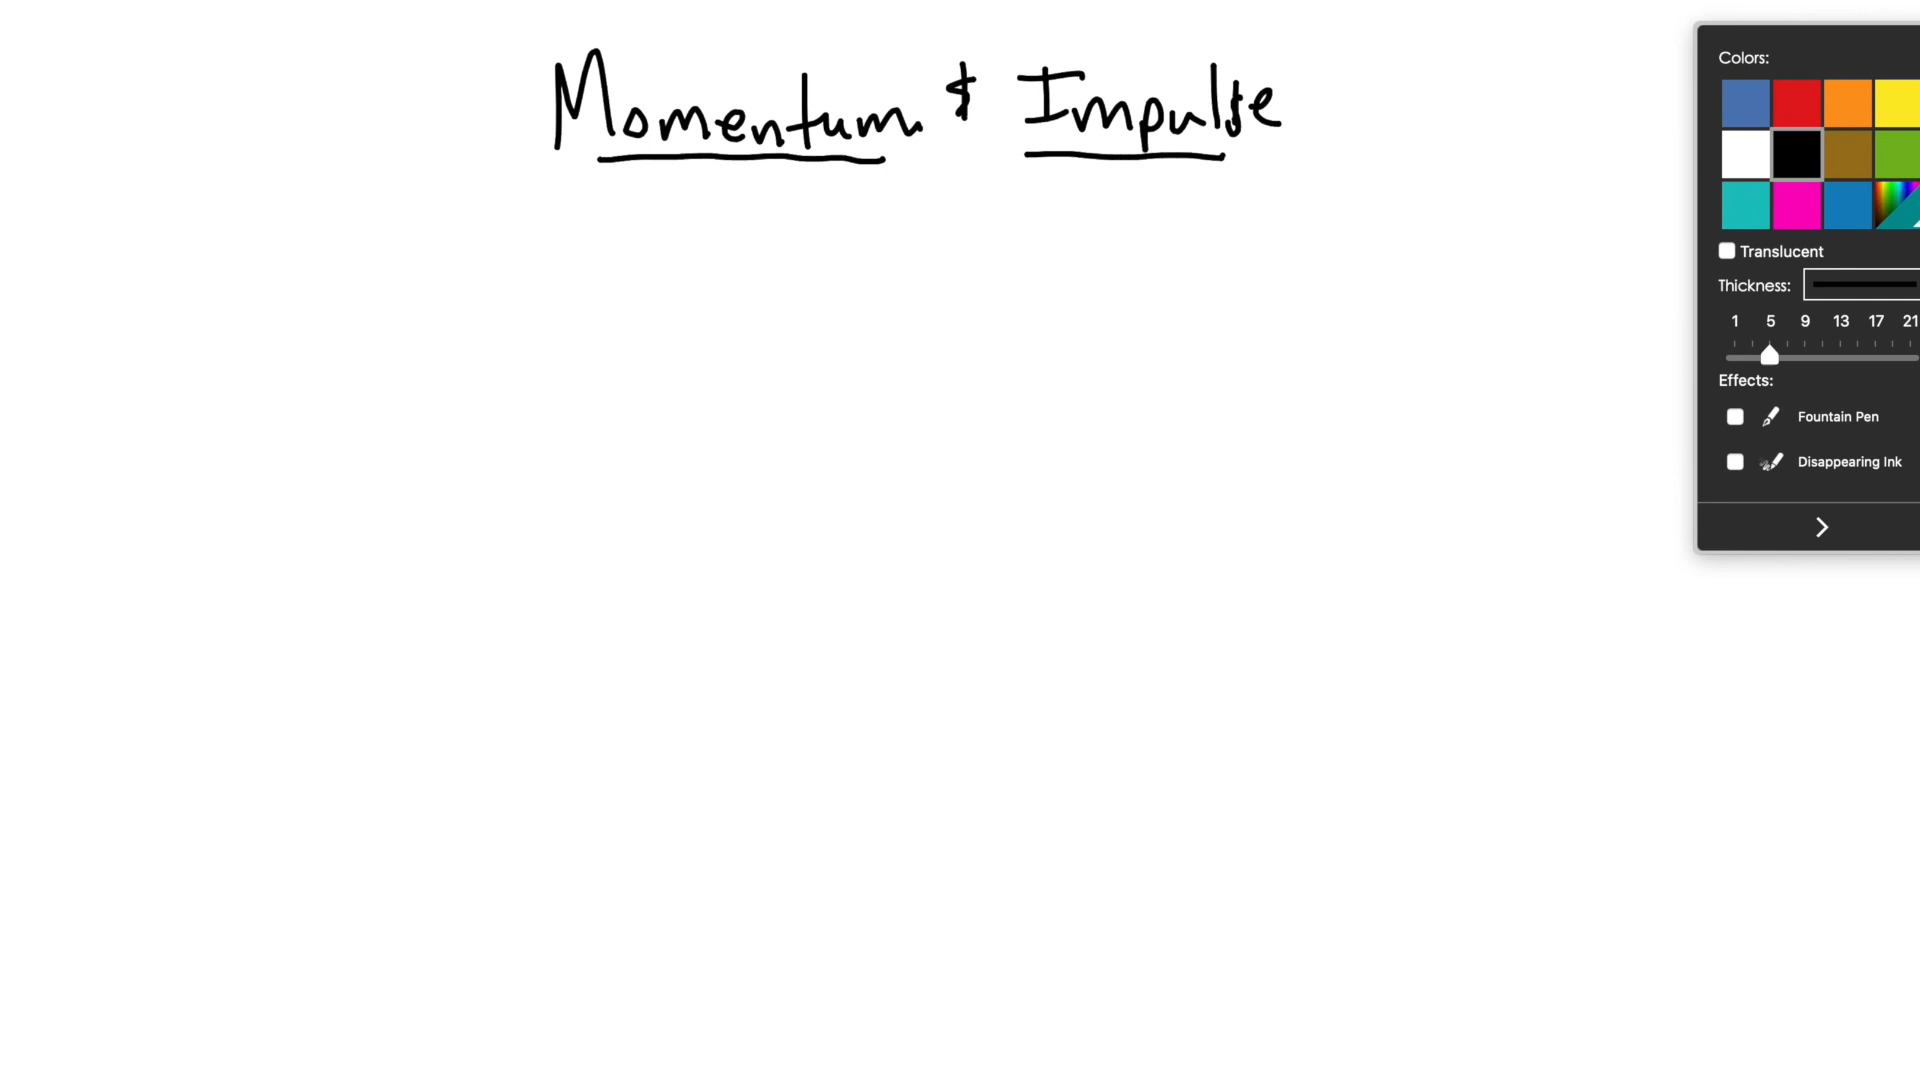 Momentum & Impulse
Colors:
Translucent
Thickness:
1 5 9 13 17 21
Effects:
Fountain Pen
Disappearing Ink